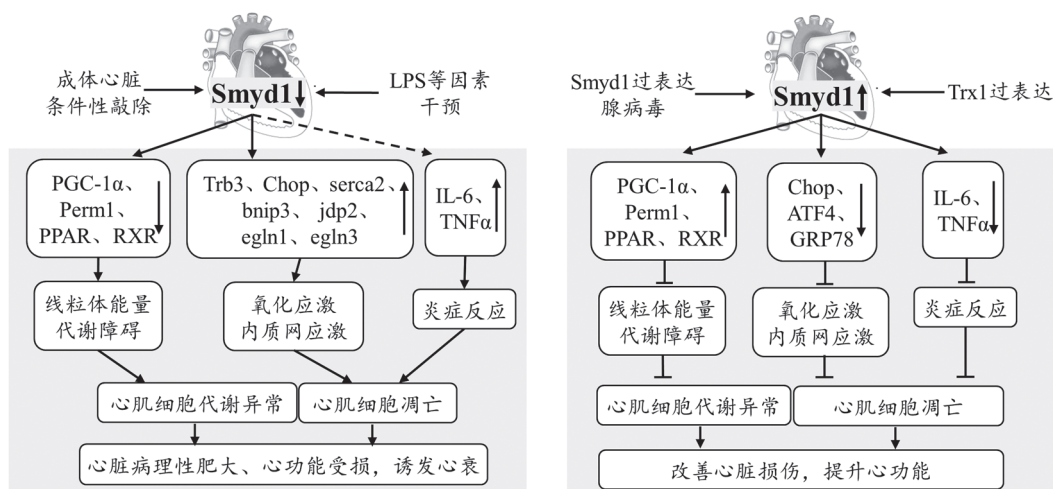 成体心脏
条件性敲除
Smyd1↓
LPS等因素
干预
PGC-1α、
Perm1、
PPAR、RXR
Trb3、Chop、serca2、
bnip3、 jdp2、
egln1、egln3
IL-6、
TNFα
线粒体能量
代谢障碍
氧化应激
内质网应激
炎症反应
心肌细胞代谢异常
心肌细胞凋亡
心脏病理性肥大、心功能受损，诱发心衰
Smyd1过表达
腺病毒
Smyd1↑
Trx1过表达
PGC-1α、
Perm1、
PPAR、RXR
Chop、
ATF4、
GRP78
IL-6、
TNFα
线粒体能量
代谢障碍
氧化应激
内质网应激
炎症反应
心肌细胞代谢异常
心肌细胞凋亡
改善心脏损伤，提升心功能